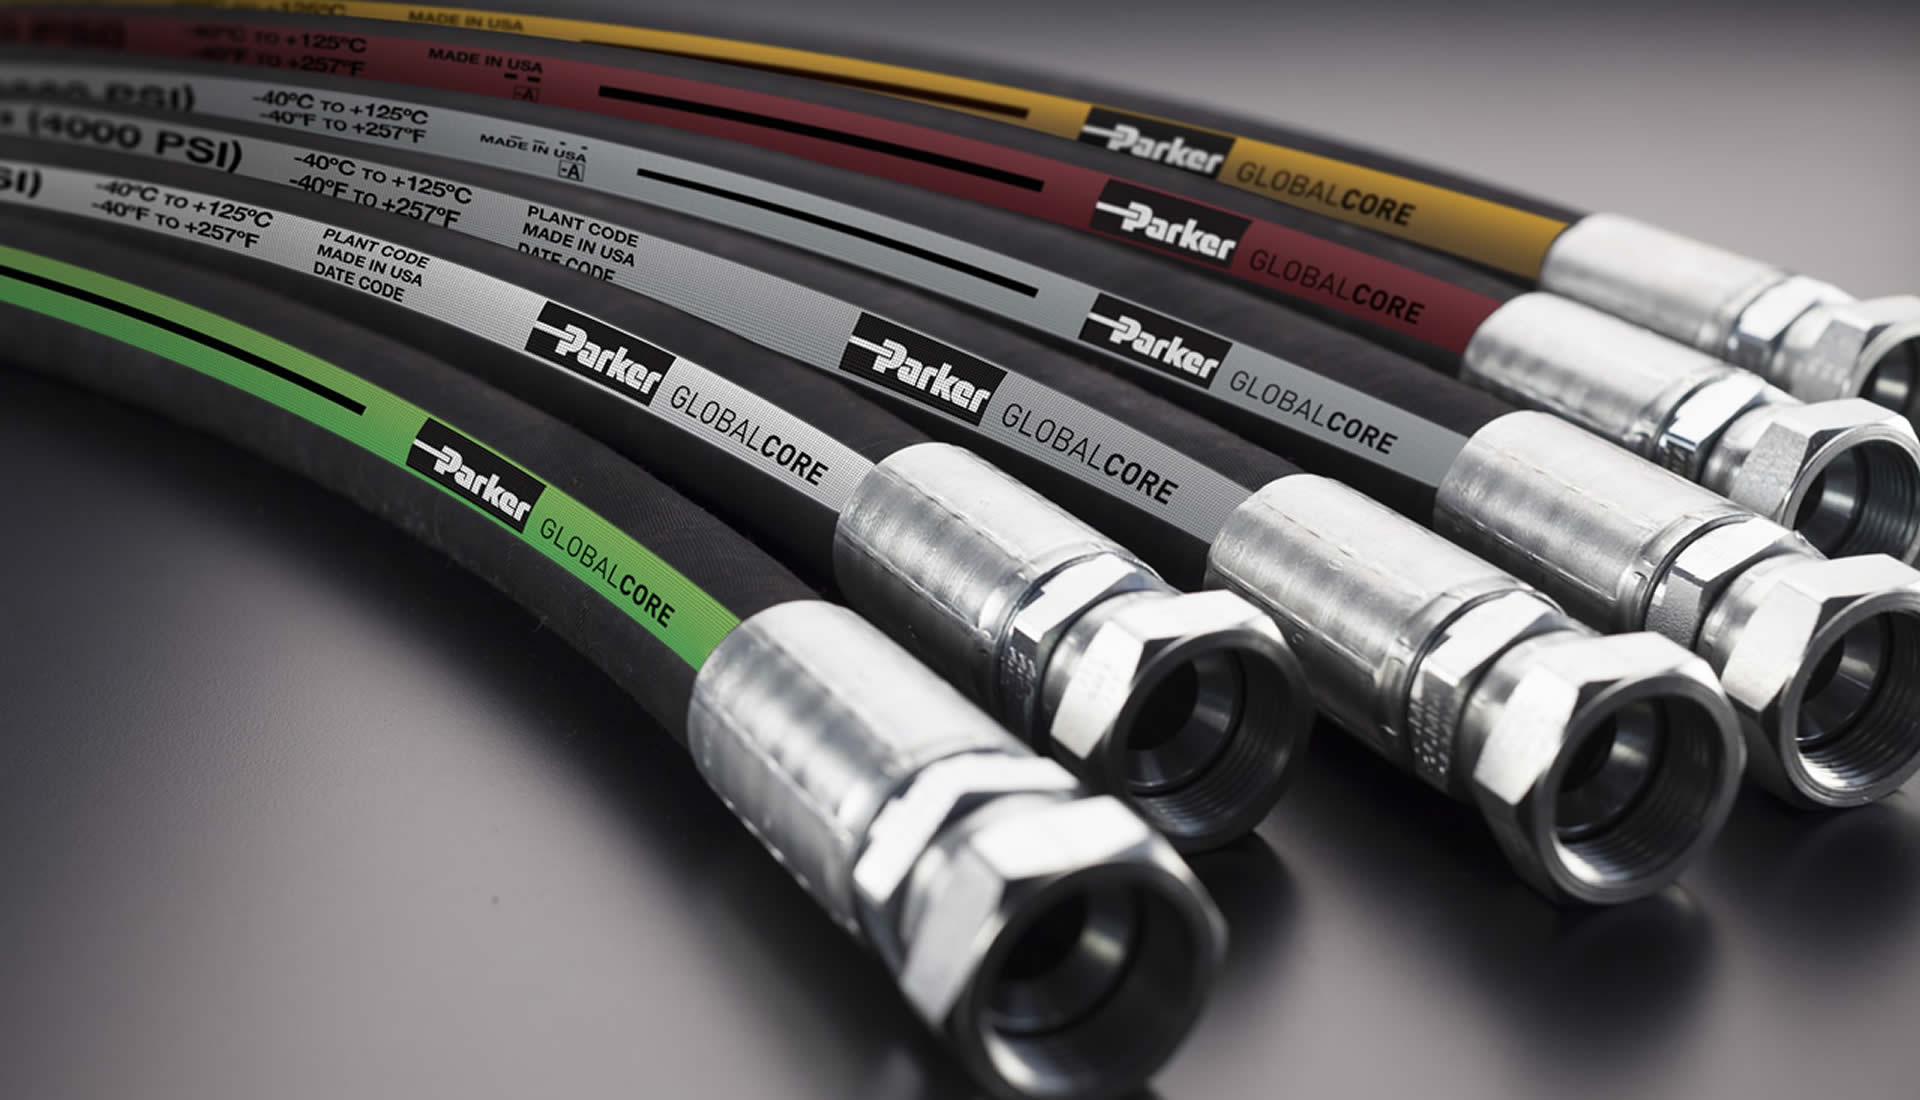 +125°C
MADE IN USA
Parker GLOBALCORE
PSI)
-40°C TO +125°C
-40°F TO +257°F
MADE IN USA
-A
Parker GLOBALCORE
PSI)
-40°C TO +125°C
-40°F TO +257°F
MADE IN USA
-A
Parker GLOBALCORE
(4000 PSI)
-40°C TO +125°C
-40°F TO +257°F
PLANT CODE
MADE IN USA
DATE CODE
Parker GLOBALCORE
-40°C TO +125°C
-40°F TO +257°F
PLANT CODE
MADE IN USA
DATE CODE
Parker GLOBALCORE
Parker GLOBALCORE